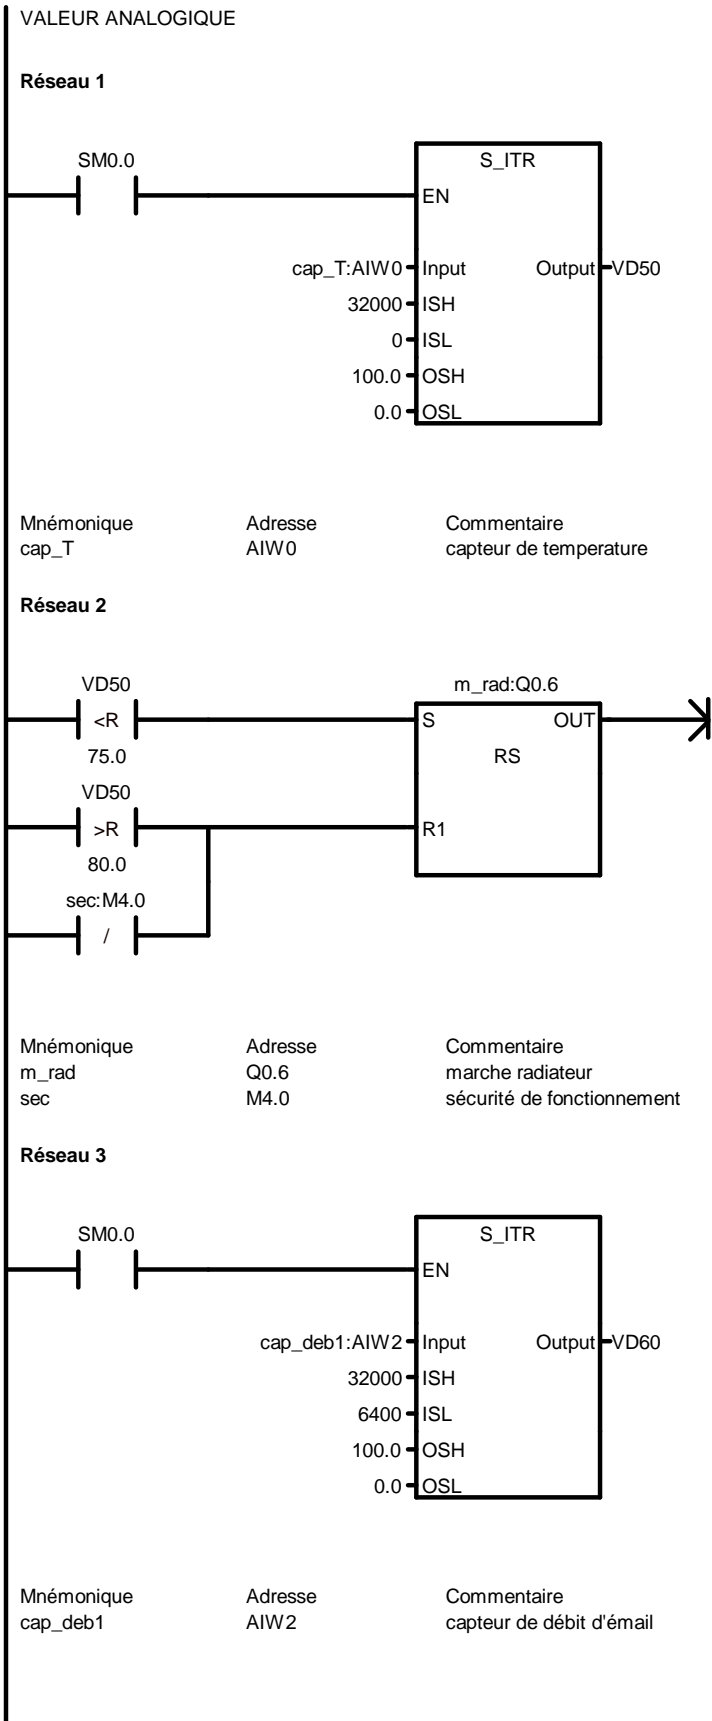 VALEUR ANALOGIQUE
Réseau 1
SM0.0
S_ITR
EN
cap_T:AIW0 Input Output VD50
32000 ISH
0 ISL
100.0 OSH
0.0 OSL
Mnémonique Adresse Commentaire
cap_T AIW0 capteur de temperature
Réseau 2
VD50 m_rad:Q0.6
<R S OUT
75.0 RS
VD50
>R R1
80.0
sec:M4.0
/
Mnémonique Adresse Commentaire
m_rad Q0.6 marche radiateur
sec M4.0 sécurité de fonctionnement
Réseau 3
SM0.0 S_ITR
EN
cap_deb1:AIW2 Input Output VD60
32000 ISH
6400 ISL
100.0 OSH
0.0 OSL
Mnémonique Adresse Commentaire
cap_deb1 AIW2 capteur de débit d'émail